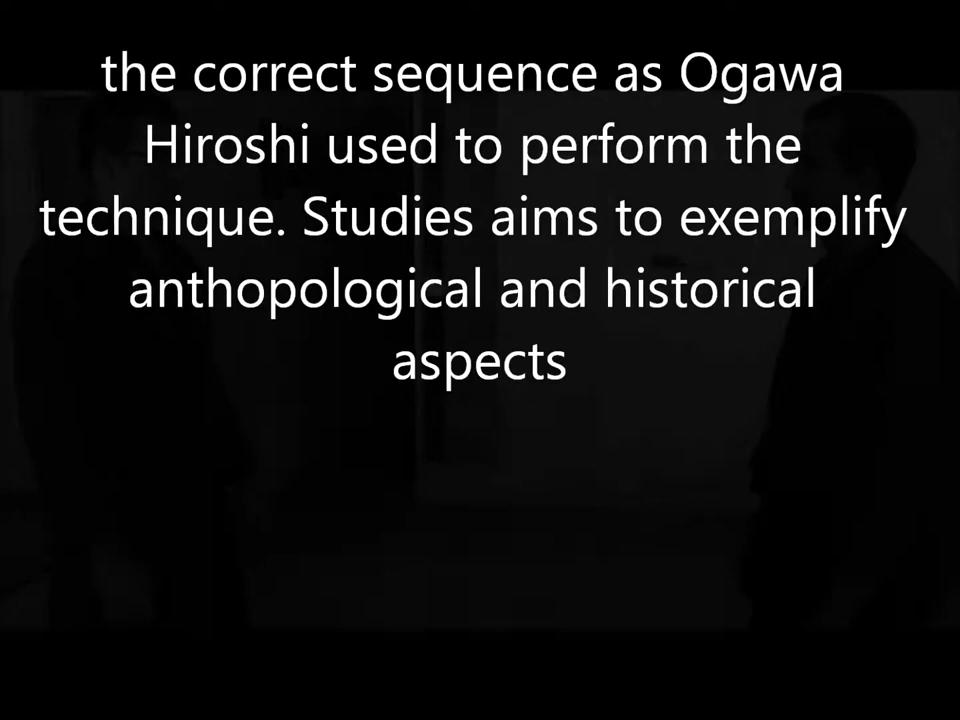 the correct sequence as Ogawa
Hiroshi used to perform the
technique. Studies aims to exemplify
anthopological and historical
aspects